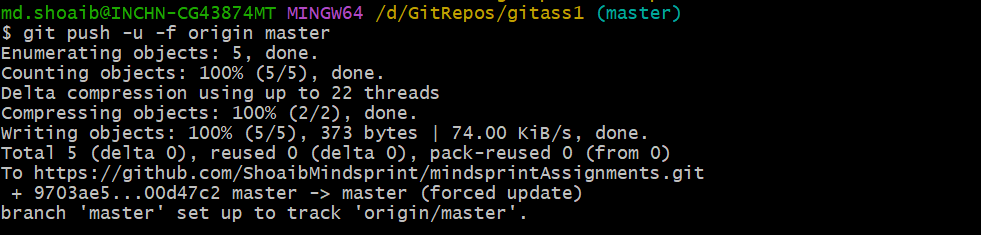 md.shoaib@INCHN-CG43874MT MINGW64 /d/GitRepos/gitass1 (master)
$ git push -u -f origin master
Enumerating objects: 5, done.
Counting objects: 100% (5/5), done.
Delta compression using up to 22 threads
Compressing objects: 100% (2/2), done.
Writing objects: 100% (5/5), 373 bytes | 74.00 KiB/s, done.
Total 5 (delta 0), reused 0 (delta 0), pack-reused 0 (from 0)
To https://github.com/ShoaibMindsprint/mindsprintAssignments.git
 + 9703ae5...00d47c2 master -> master (forced update)
branch 'master' set up to track 'origin/master'.